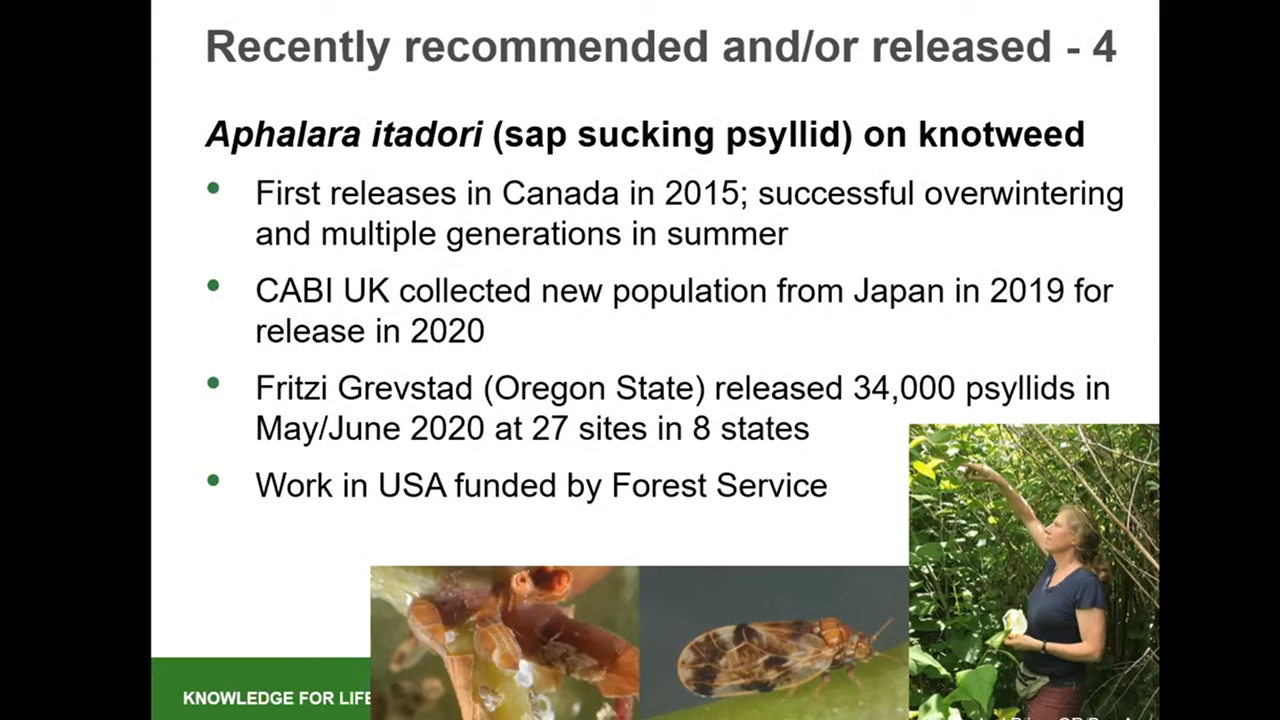 Recently recommended and/or released - 4
Aphalara itadori (sap sucking psyllid) on knotweed
• First releases in Canada in 2015; successful overwintering
and multiple generations in summer
• CABI UK collected new population from Japan in 2019 for
release in 2020
• Fritzi Grevstad (Oregon State) released 34,000 psyllids in
May/June 2020 at 27 sites in 8 states
• Work in USA funded by Forest Service
KNOWLEDGE FOR LIFE